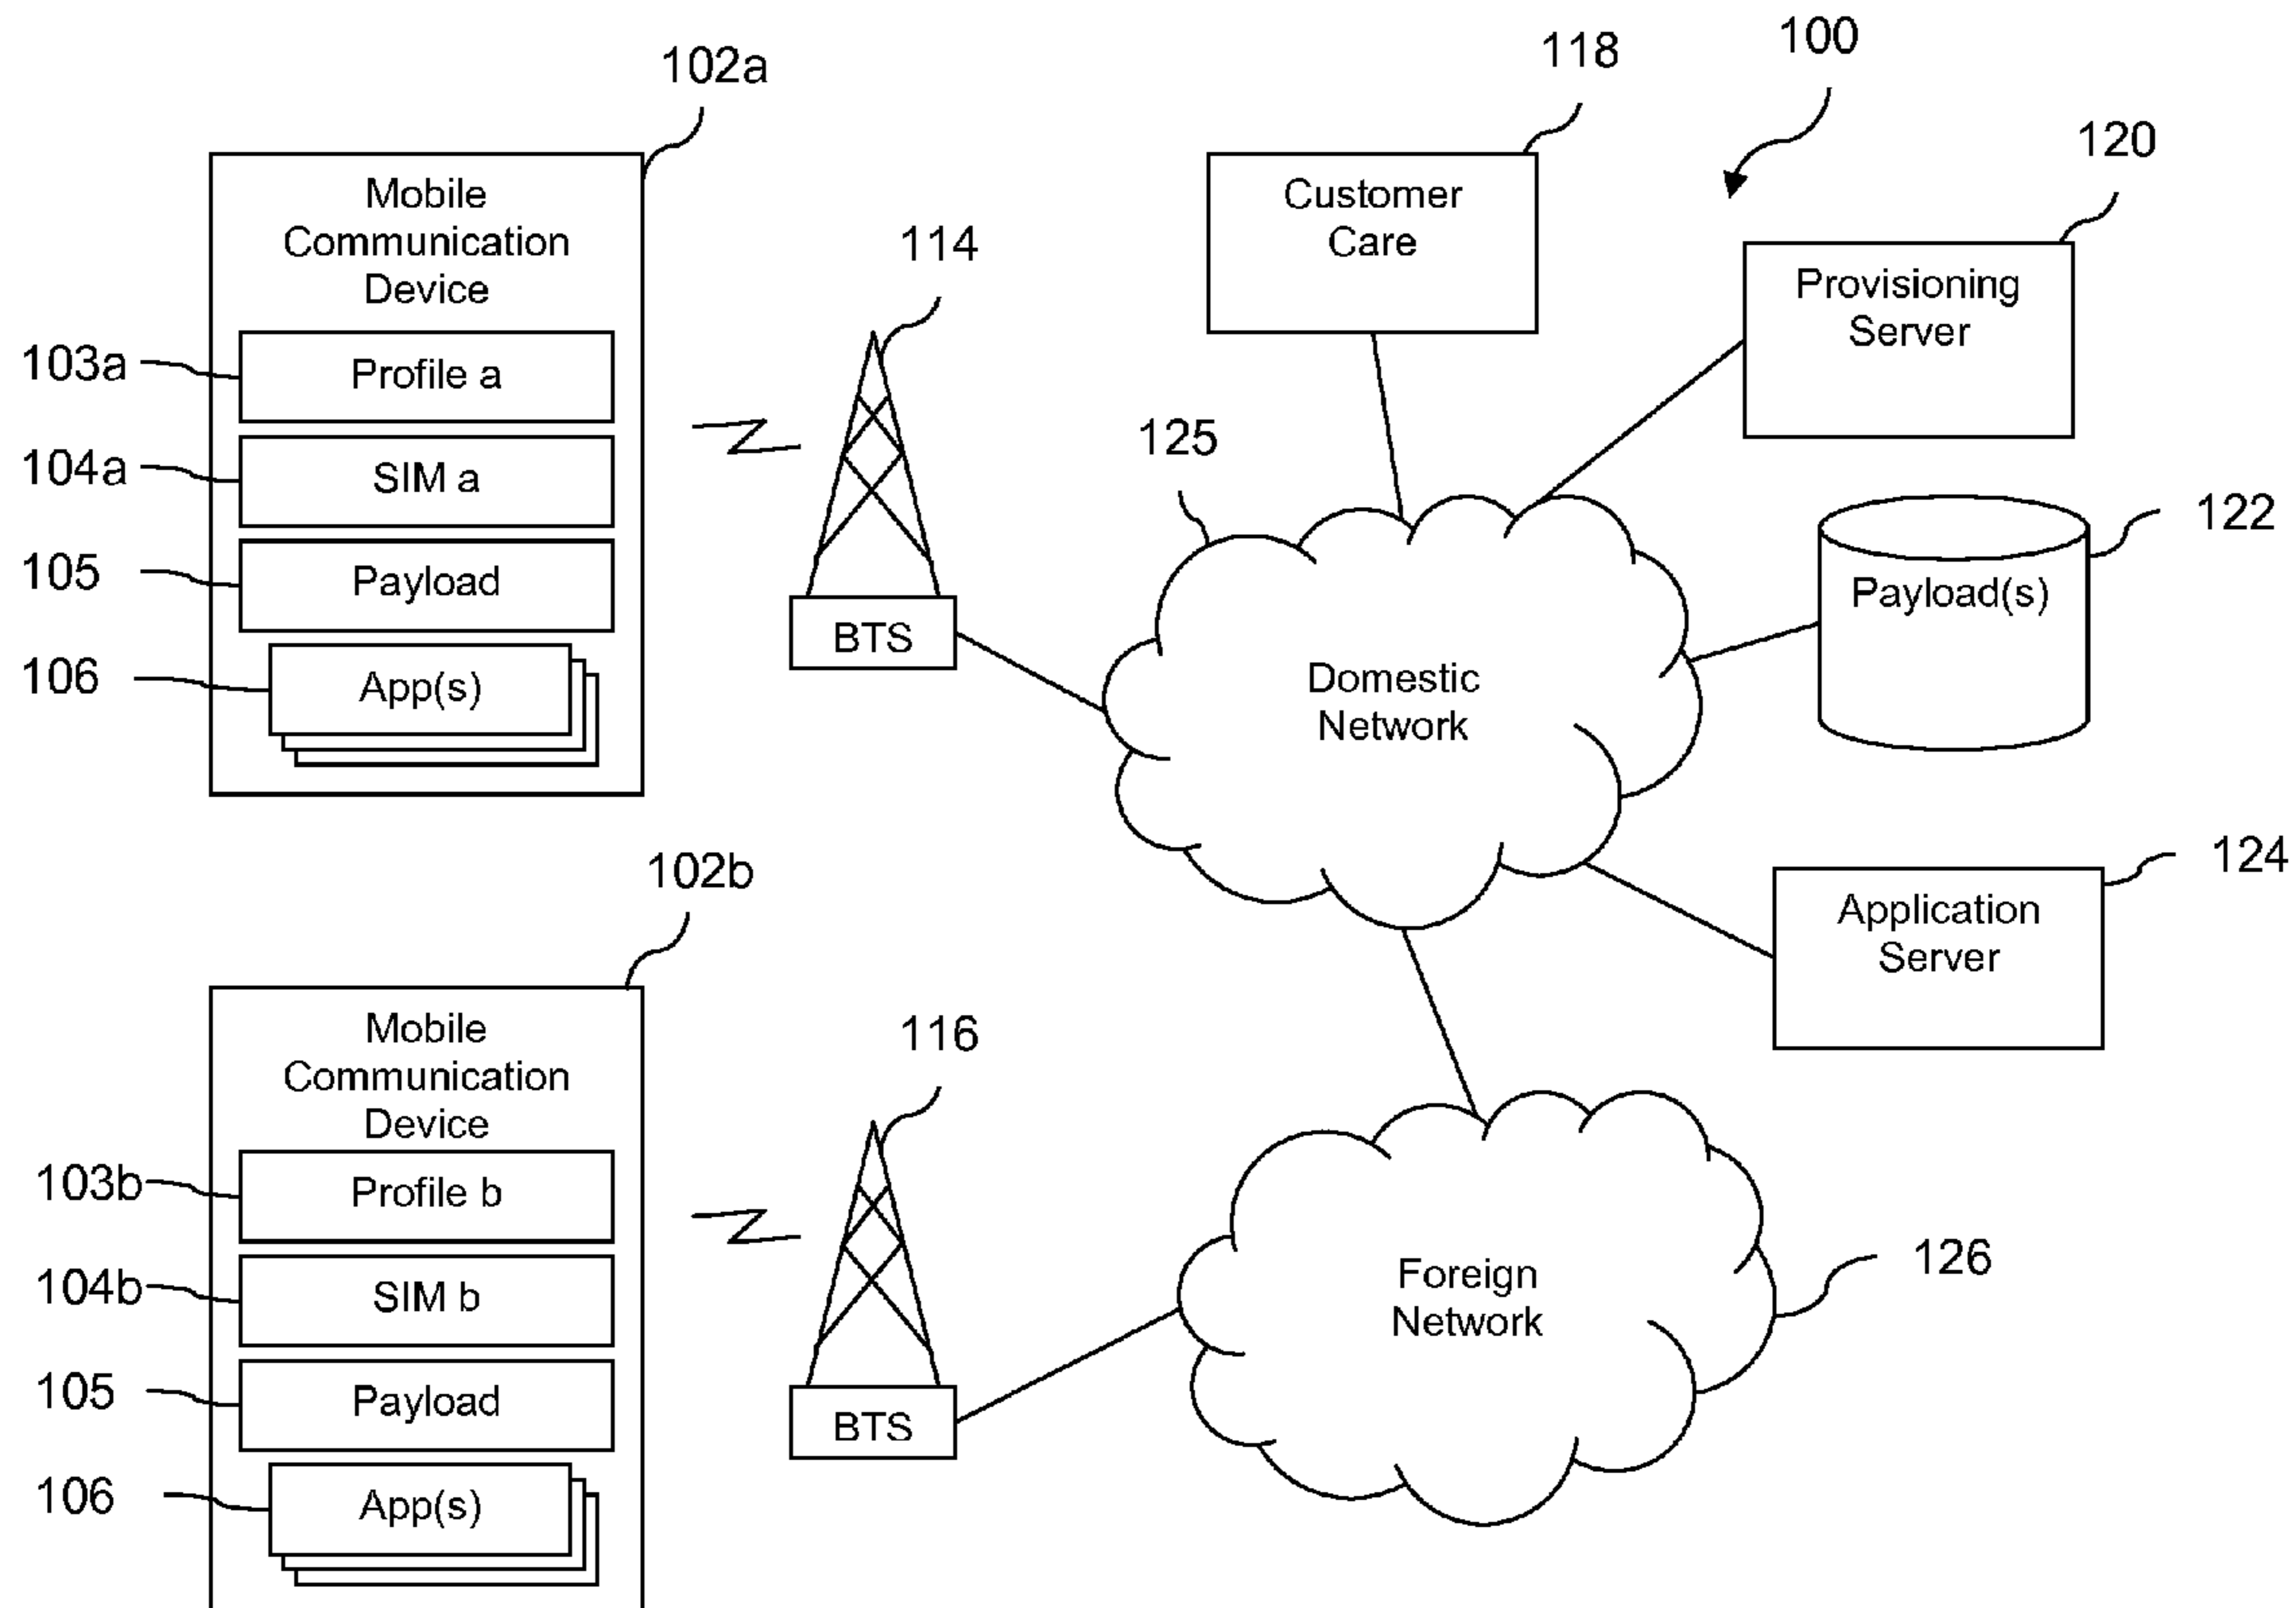 102a
118
100
120
Mobile
Communication
Device
114
Customer
Care
Provisioning
Server
103a
Profile a
125
104a
SIM a
122
105
Payload
Payload(s)
BTS
106
App(s)
Domestic
Network
102b
124
Application
Server
Mobile
Communication
Device
116
103b
Profile b
104b
SIM b
126
Foreign
Network
105
Payload
BTS
106
App(s)